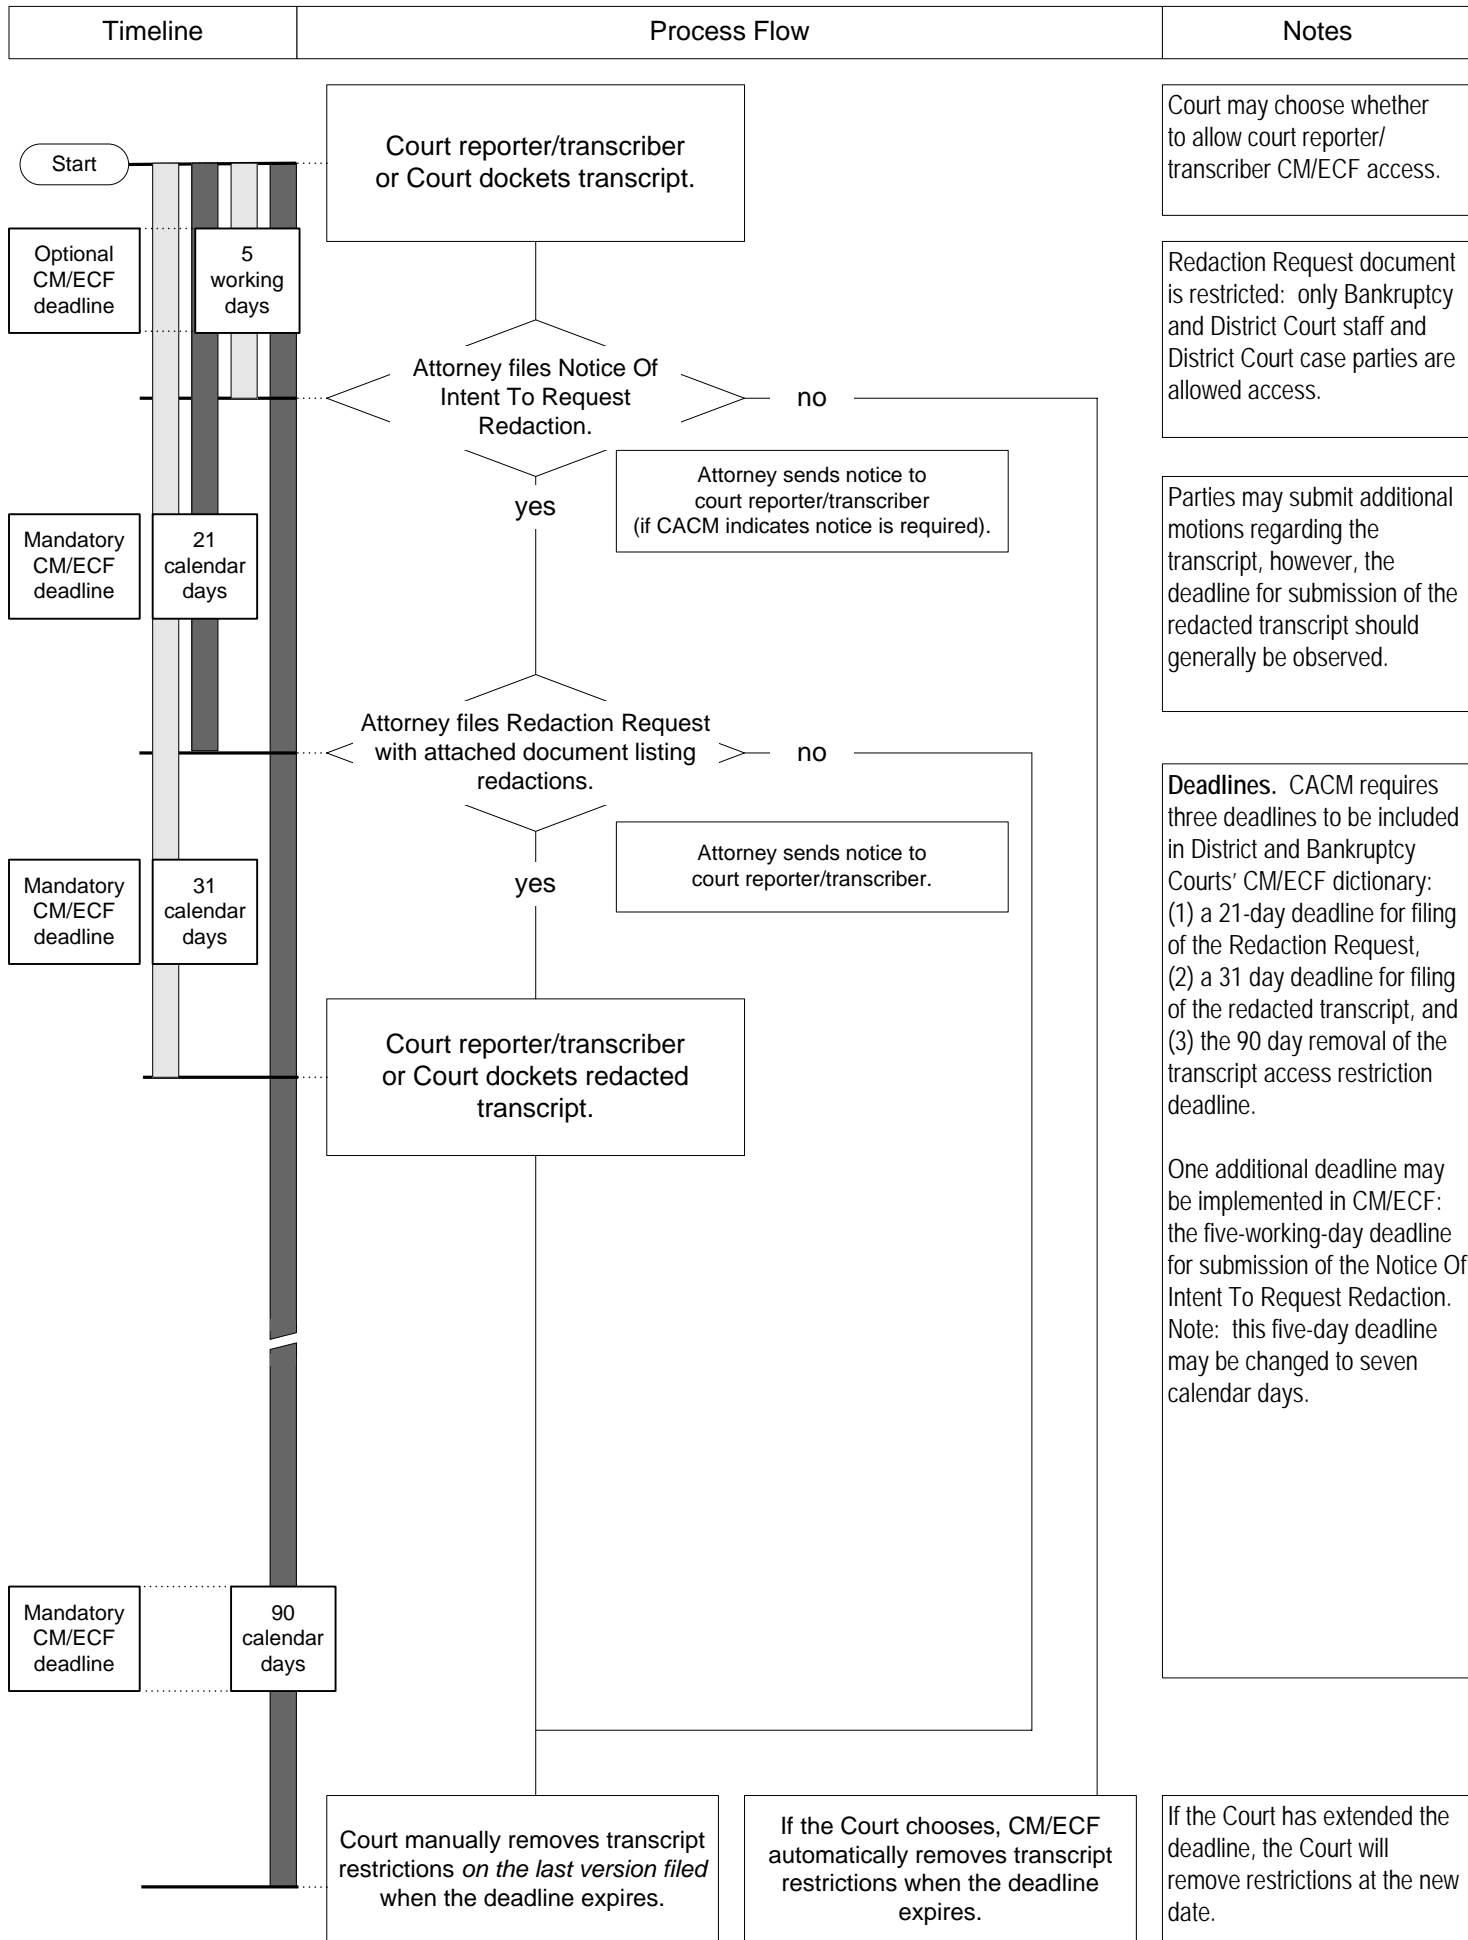 Timeline
Process Flow
Notes
Start
Court reporter/transcriber
or Court dockets transcript.
Court may choose whether
to allow court reporter/
transcriber CM/ECF access.
Optional
CM/ECF
deadline
5
working
days
Redaction Request document
is restricted:  only Bankruptcy
and District Court staff and
District Court case parties are
allowed access.
Attorney files Notice Of
Intent To Request
Redaction.
no
yes
Attorney sends notice to
court reporter/transcriber
(if CACM indicates notice is required).
Parties may submit additional
motions regarding the
transcript, however, the
deadline for submission of the
redacted transcript should
generally be observed.
Mandatory
CM/ECF
deadline
21
calendar
days
Attorney files Redaction Request
with attached document listing
redactions.
no
yes
Attorney sends notice to
court reporter/transcriber.
Deadlines.  CACM requires
three deadlines to be included
in District and Bankruptcy
Courts’ CM/ECF dictionary:
(1) a 21-day deadline for filing
of the Redaction Request,
(2) a 31 day deadline for filing
of the redacted transcript, and
(3) the 90 day removal of the
transcript access restriction
deadline.
One additional deadline may
be implemented in CM/ECF:
the five-working-day deadline
for submission of the Notice Of
Intent To Request Redaction.
Note:  this five-day deadline
may be changed to seven
calendar days.
Mandatory
CM/ECF
deadline
31
calendar
days
Court reporter/transcriber
or Court dockets redacted
transcript.
Mandatory
CM/ECF
deadline
90
calendar
days
Court manually removes transcript
restrictions on the last version filed
when the deadline expires.
If the Court chooses, CM/ECF
automatically removes transcript
restrictions when the deadline
expires.
If the Court has extended the
deadline, the Court will
remove restrictions at the new
date.